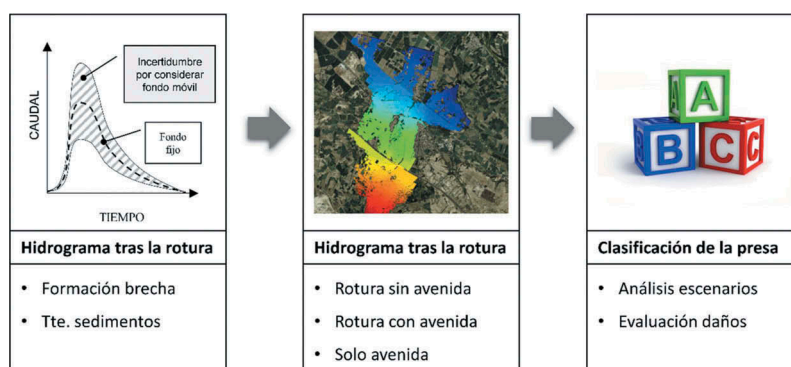 CAUDAL
Incertidumbre
por considerar
fondo móvil
Fondo
fijo
TIEMPO
Hidrograma tras la rotura
• Formación brecha
• Tte. sedimentos
Hidrograma tras la rotura
• Rotura sin avenida
• Rotura con avenida
• Solo avenida
A
A
B
C
C
Clasificación de la presa
• Análisis escenarios
• Evaluación daños